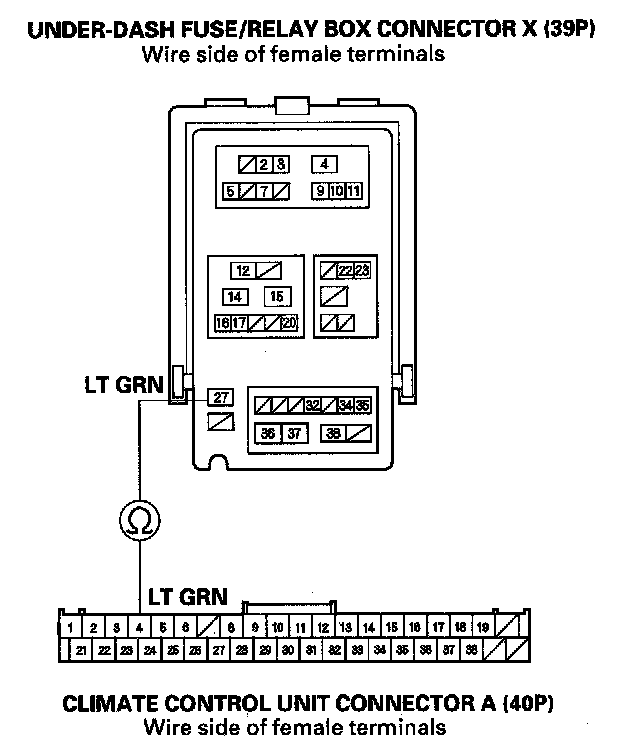 UNDER-DASH FUSE/RELAY BOX CONNECTOR X (39P)
Wire side of female terminals
2 3 4
5 7 9 10 11
12 22 23
14 15
16 17 20
LT GRN
27
32 34 35
36 37 38
Ω
LT GRN
1 2 3 4 5 6 8 9 10 11 12 13 14 15 16 17 18 19
21 22 23 24 25 26 27 28 29 30 31 32 33 34 35 36 37 38
CLIMATE CONTROL UNIT CONNECTOR A (40P)
Wire side of female terminals